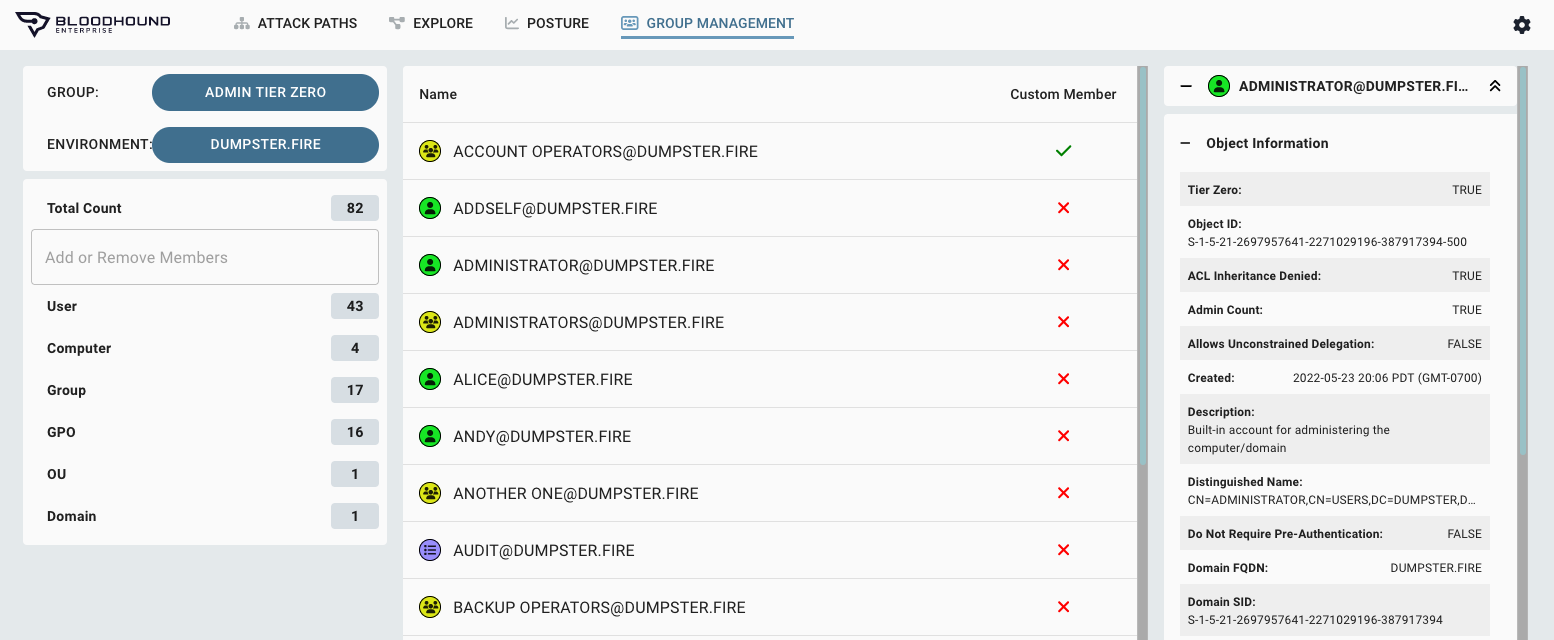 BLOODHOUND
ENTERPRISE
ATTACK PATHS
EXPLORE
POSTURE
GROUP MANAGEMENT
GROUP:
ADMIN TIER ZERO
ENVIRONMENT:
DUMPSTER.FIRE
Total Count 82
Add or Remove Members
User 43
Computer 4
Group 17
GPO 16
OU 1
Domain 1
Name Custom Member
ACCOUNT OPERATORS@DUMPSTER.FIRE
ADDSELF@DUMPSTER.FIRE
ADMINISTRATOR@DUMPSTER.FIRE
ADMINISTRATORS@DUMPSTER.FIRE
ALICE@DUMPSTER.FIRE
ANDY@DUMPSTER.FIRE
ANOTHER ONE@DUMPSTER.FIRE
AUDIT@DUMPSTER.FIRE
BACKUP OPERATORS@DUMPSTER.FIRE
ADMINISTRATOR@DUMPSTER.FI...
Object Information
Tier Zero: TRUE
Object ID:
S-1-5-21-2697957641-2271029196-387917394-500
ACL Inheritance Denied: TRUE
Admin Count: TRUE
Allows Unconstrained Delegation: FALSE
Created: 2022-05-23 20:06 PDT (GMT-0700)
Description:
Built-in account for administering the
computer/domain
Distinguished Name:
CN=ADMINISTRATOR,CN=USERS,DC=DUMPSTER,D...
Do Not Require Pre-Authentication: FALSE
Domain FQDN: DUMPSTER.FIRE
Domain SID:
S-1-5-21-2697957641-2271029196-387917394